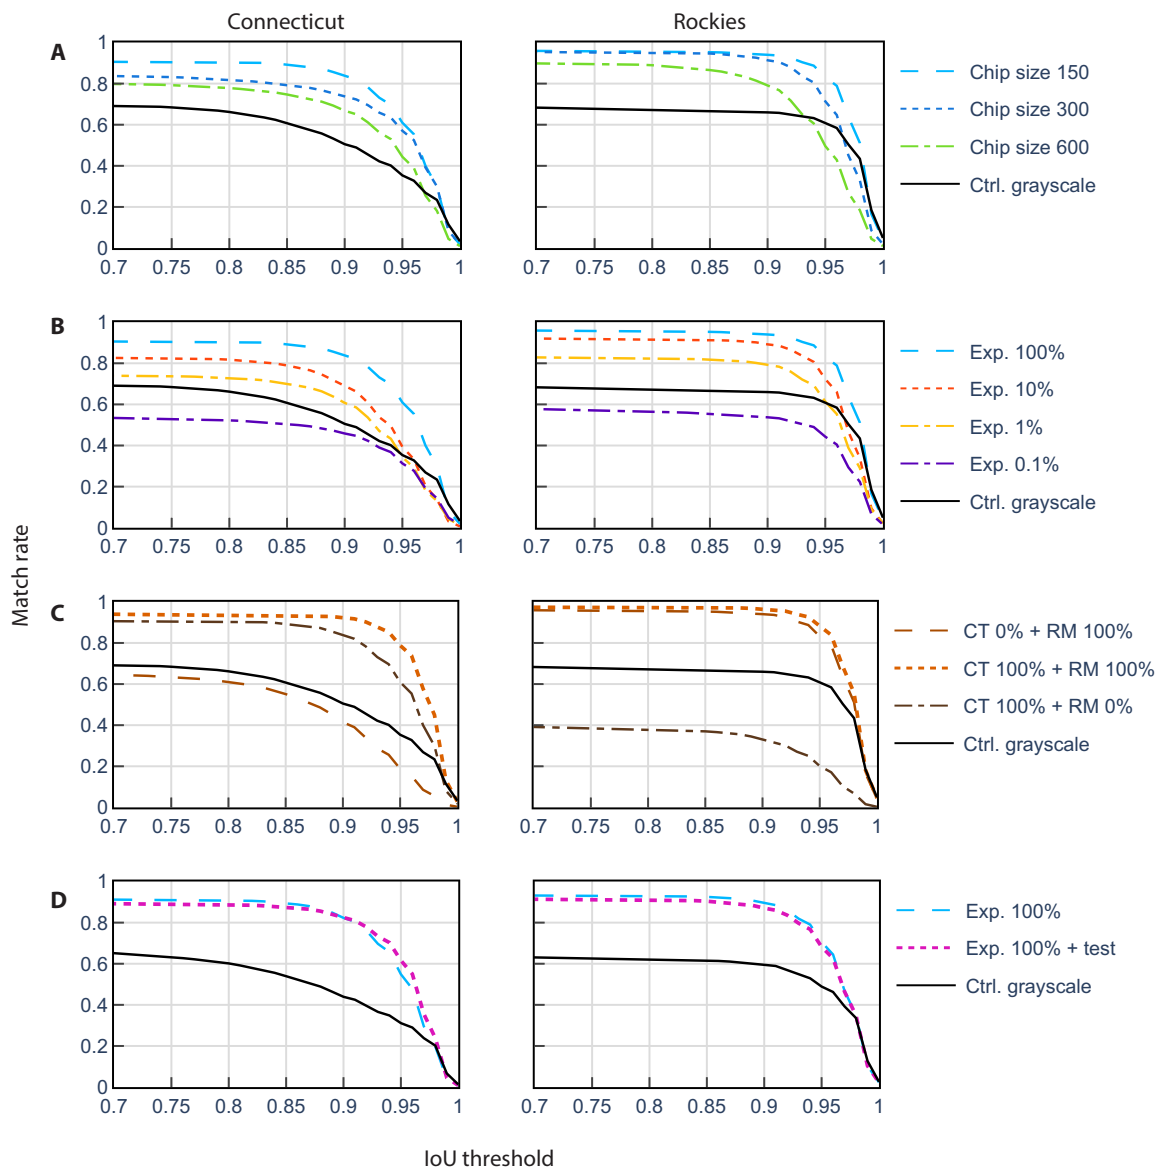 Connecticut
Rockies
A
1
0.8
0.6
0.4
0.2
0
0.7 0.75 0.8 0.85 0.9 0.95 1
0.7 0.75 0.8 0.85 0.9 0.95 1
Chip size 150
Chip size 300
Chip size 600
Ctrl. grayscale
B
1
0.8
0.6
0.4
0.2
0
0.7 0.75 0.8 0.85 0.9 0.95 1
0.7 0.75 0.8 0.85 0.9 0.95 1
Exp. 100%
Exp. 10%
Exp. 1%
Exp. 0.1%
Ctrl. grayscale
Match rate
C
1
0.8
0.6
0.4
0.2
0
0.7 0.75 0.8 0.85 0.9 0.95 1
0.7 0.75 0.8 0.85 0.9 0.95 1
CT 0% + RM 100%
CT 100% + RM 100%
CT 100% + RM 0%
Ctrl. grayscale
D
1
0.8
0.6
0.4
0.2
0
0.7 0.75 0.8 0.85 0.9 0.95 1
0.7 0.75 0.8 0.85 0.9 0.95 1
Exp. 100%
Exp. 100% + test
Ctrl. grayscale
IoU threshold